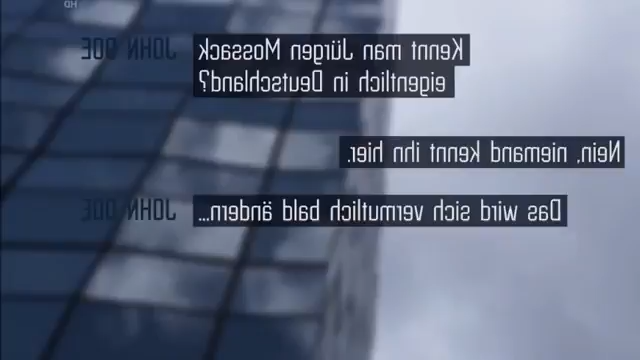 HD
JOHN DOE
Kennt man Jürgen Mossack
eigentlich in Deutschland?
Nein, niemand kennt ihn hier.
JOHN DOE
Das wird sich vermutlich bald ändern...